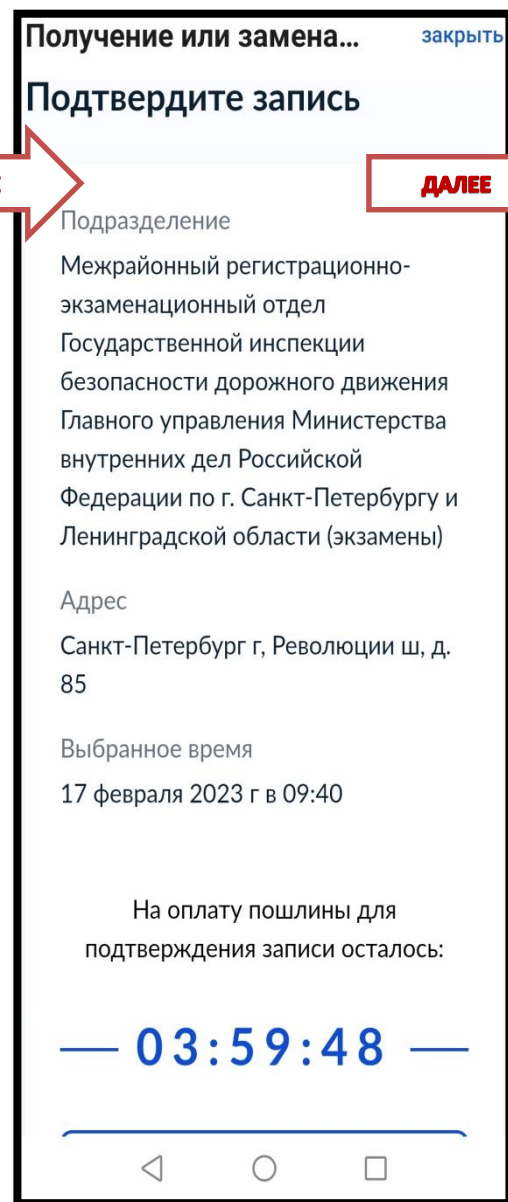 Получение или замена... закрыть
Подтвердите запись
ДАЛЕЕ
Подразделение
Межрайонный регистрационно-
экзаменационный отдел
Государственной инспекции
безопасности дорожного движения
Главного управления Министерства
внутренних дел Российской
Федерации по г. Санкт-Петербургу и
Ленинградской области (экзамены)
Адрес
Санкт-Петербург г, Революции ш, д.
85
Выбранное время
17 февраля 2023 г в 09:40
На оплату пошлины для
подтверждения записи осталось:
03:59:48